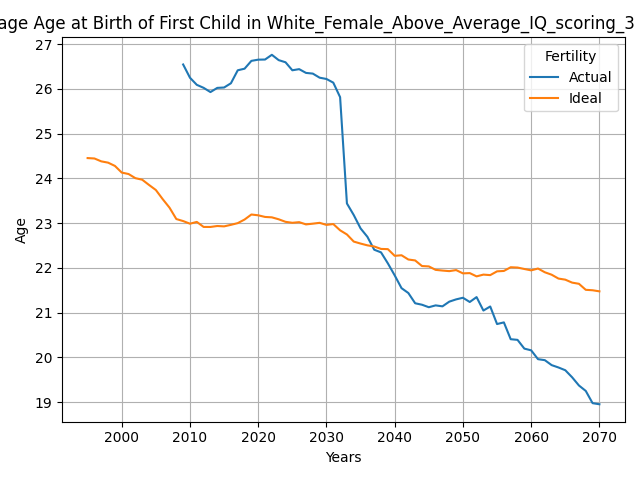 age Age at Birth of First Child in White_Female_Above_Average_IQ_scoring_3
Fertility
Actual
Ideal
27
26
25
24
23
22
21
20
19
Age
2000 2010 2020 2030 2040 2050 2060 2070
Years